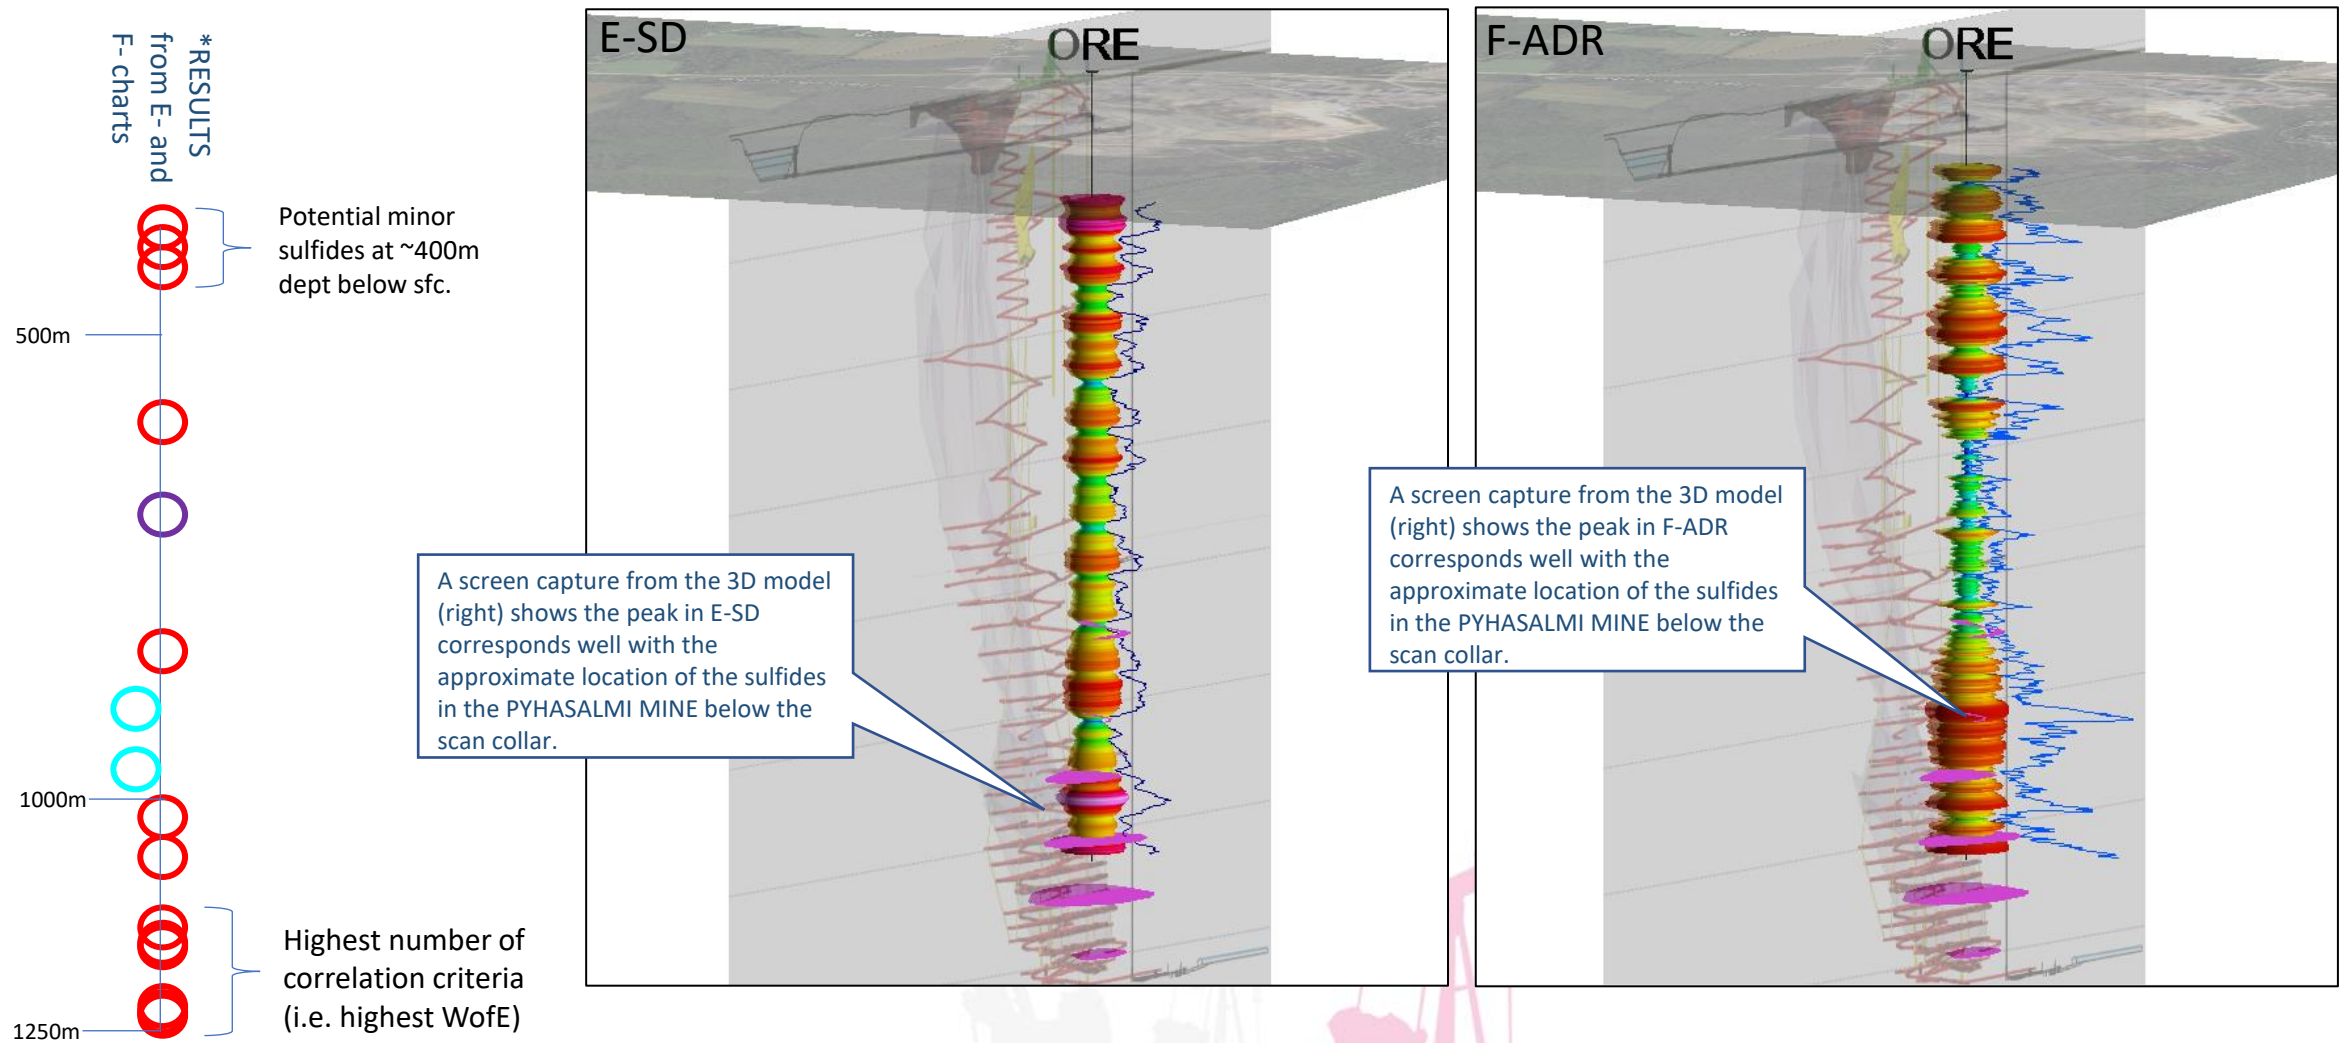 *RESULTS
from E- and
F- charts
Potential minor
sulfides at ~400m
dept below sfc.
500m
1000m
Highest number of
correlation criteria
(i.e. highest WofE)
1250m
E-SD
ORE
A screen capture from the 3D model
(right) shows the peak in E-SD
corresponds well with the
approximate location of the sulfides
in the PYHASALMI MINE below the
scan collar.
F-ADR
ORE
A screen capture from the 3D model
(right) shows the peak in F-ADR
corresponds well with the
approximate location of the sulfides
in the PYHASALMI MINE below the
scan collar.